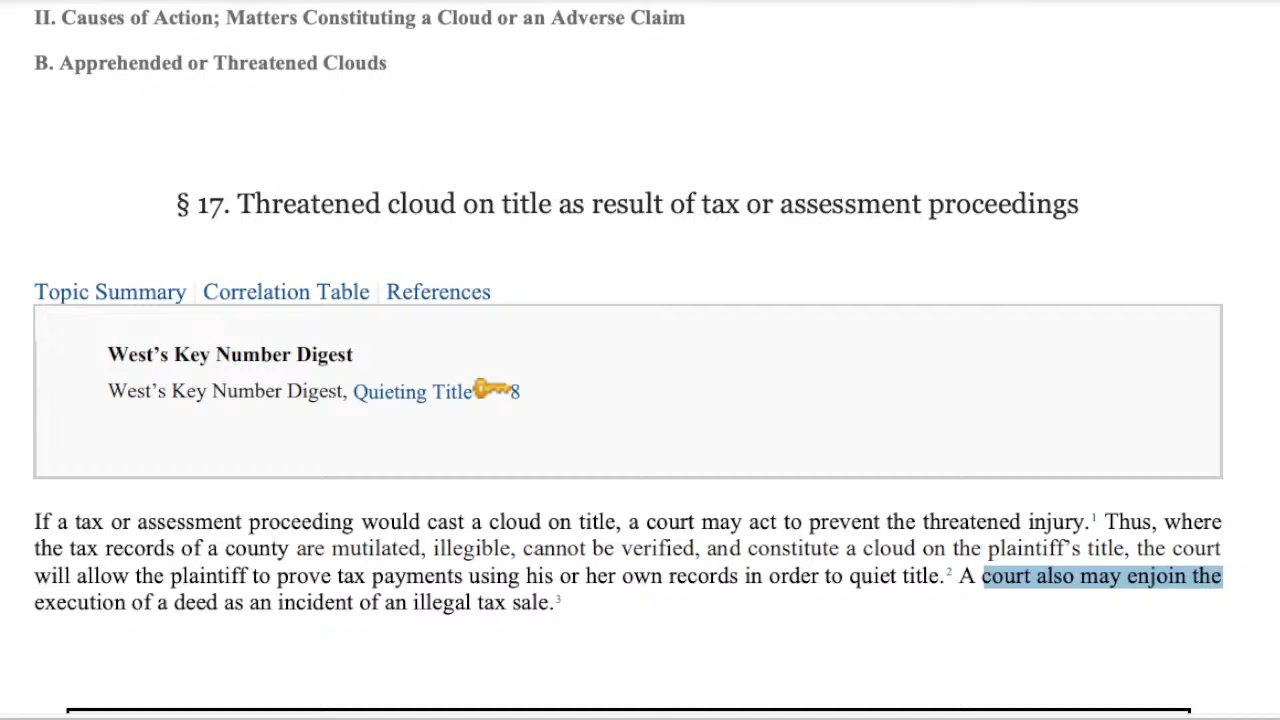 II. Causes of Action; Matters Constituting a Cloud or an Adverse Claim
B. Apprehended or Threatened Clouds
§ 17. Threatened cloud on title as result of tax or assessment proceedings
Topic Summary Correlation Table References
West’s Key Number Digest
West’s Key Number Digest, Quieting Title 8
If a tax or assessment proceeding would cast a cloud on title, a court may act to prevent the threatened injury.1 Thus, where
the tax records of a county are mutilated, illegible, cannot be verified, and constitute a cloud on the plaintiff’s title, the court
will allow the plaintiff to prove tax payments using his or her own records in order to quiet title.2 A court also may enjoin the
execution of a deed as an incident of an illegal tax sale.3